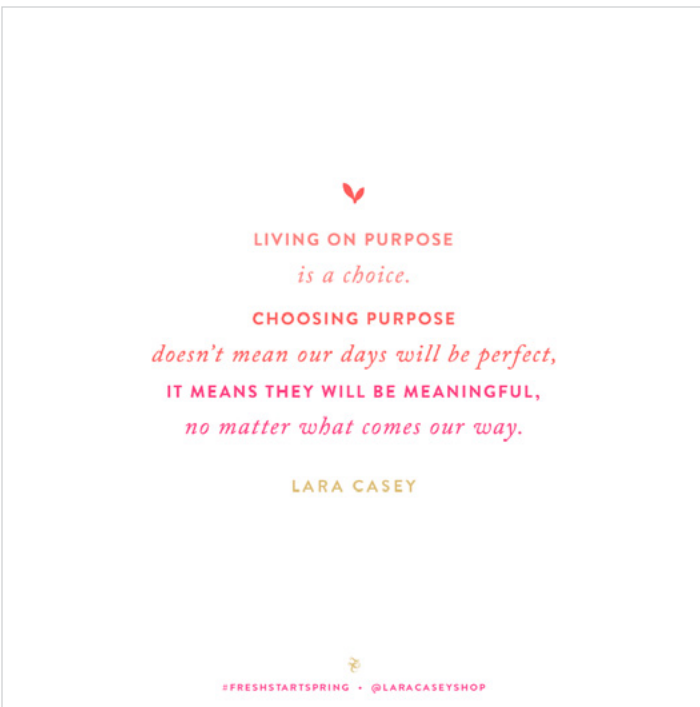 LIVING ON PURPOSE
is a choice.
CHOOSING PURPOSE
doesn't mean our days will be perfect,
IT MEANS THEY WILL BE MEANINGFUL,
no matter what comes our way.
LARA CASEY
#FRESHSTARTSPRING • @LARACASEYSHOP